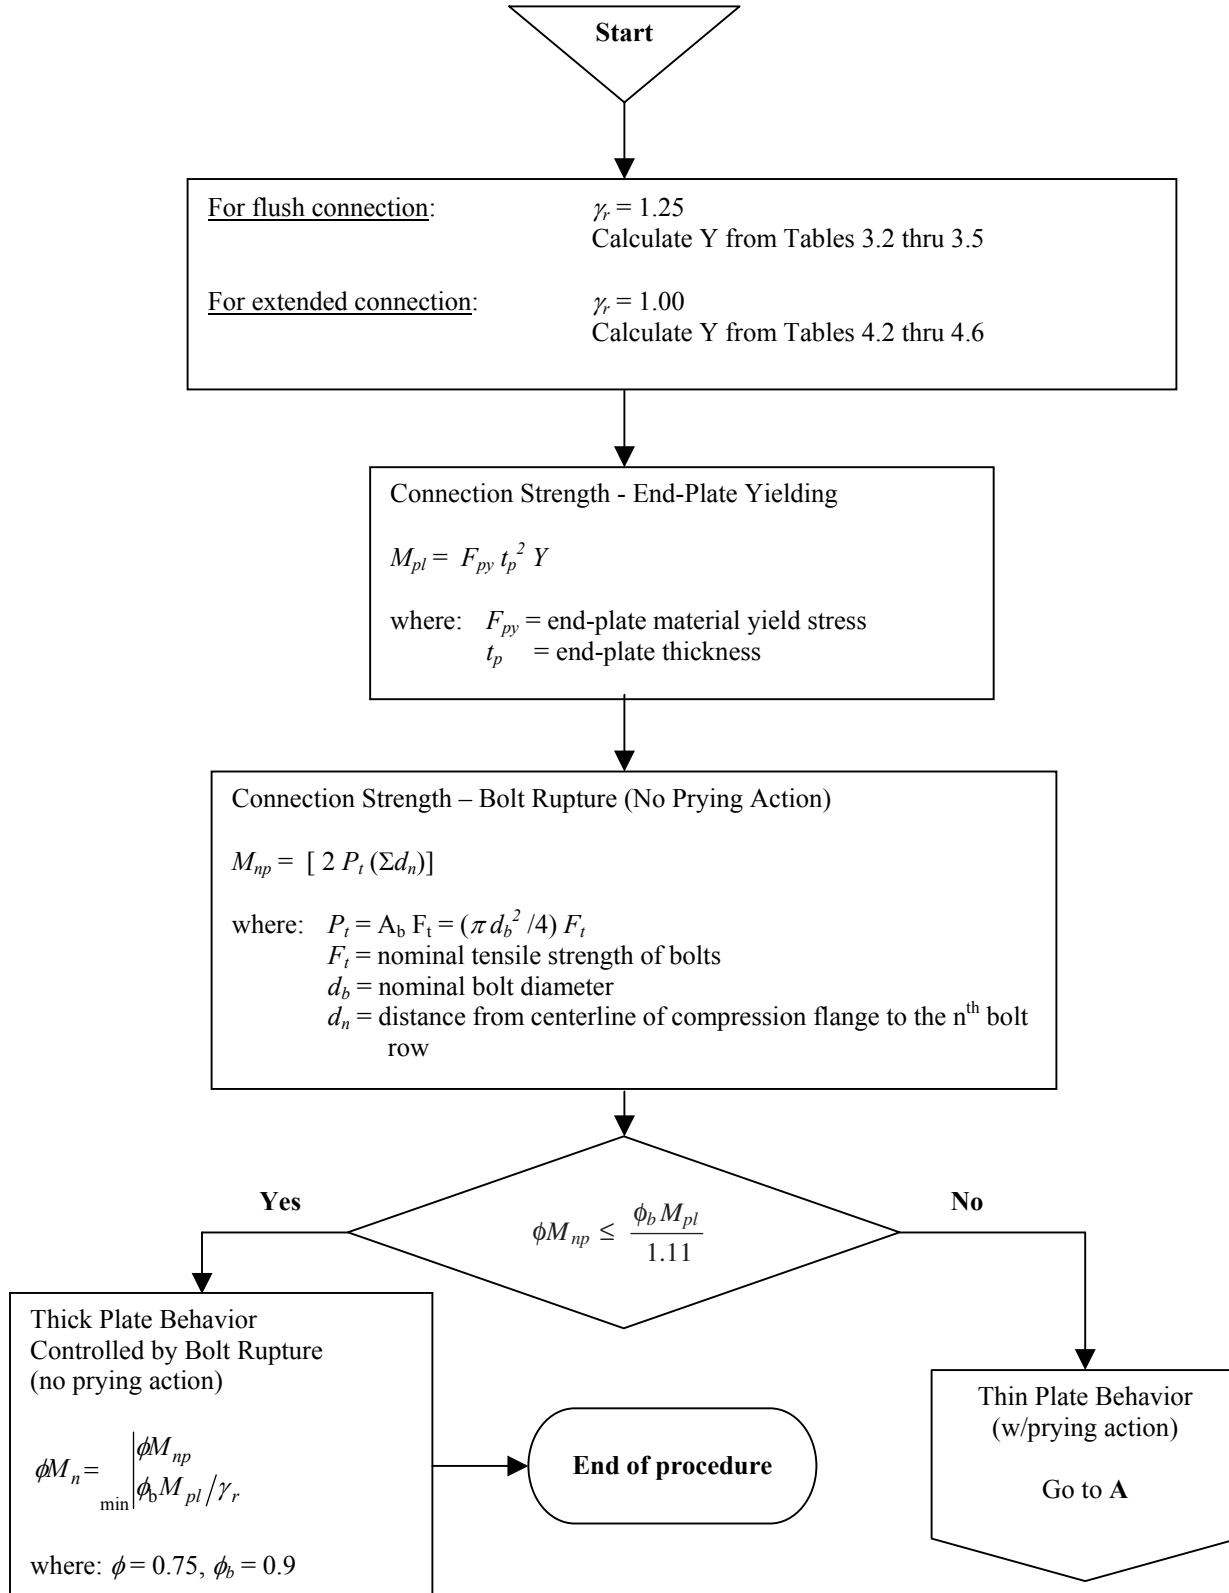 Start
For flush connection: γr = 1.25
Calculate Y from Tables 3.2 thru 3.5
For extended connection: γr = 1.00
Calculate Y from Tables 4.2 thru 4.6
Connection Strength - End-Plate Yielding
Mpl = Fpy tp² Y
where: Fpy = end-plate material yield stress
tp = end-plate thickness
Connection Strength – Bolt Rupture (No Prying Action)
Mnp = [ 2 Pt (Σdn)]
where: Pt = Ab Ft = (π db² /4) Ft
Ft = nominal tensile strength of bolts
db = nominal bolt diameter
dn = distance from centerline of compression flange to the nth bolt
row
Yes
No
ϕMnp ≤ ϕb Mpl / 1.11
Thick Plate Behavior
Controlled by Bolt Rupture
(no prying action)
ϕMn = min | ϕMnp
ϕb Mpl / γr
where: ϕ = 0.75, ϕb = 0.9
End of procedure
Thin Plate Behavior
(w/prying action)
Go to A